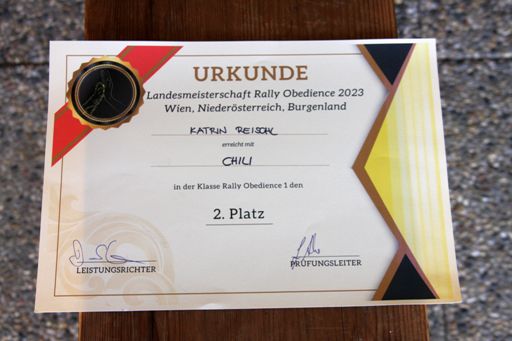 URKUNDE
Landesmeisterschaft Rally Obedience 2023
Wien, Niederösterreich, Burgenland
KATRIN REISCHL
erreicht mit
CHILI
in der Klasse Rally Obedience 1 den
2. Platz
LEISTUNGSRICHTER
PRÜFUNGSLEITER